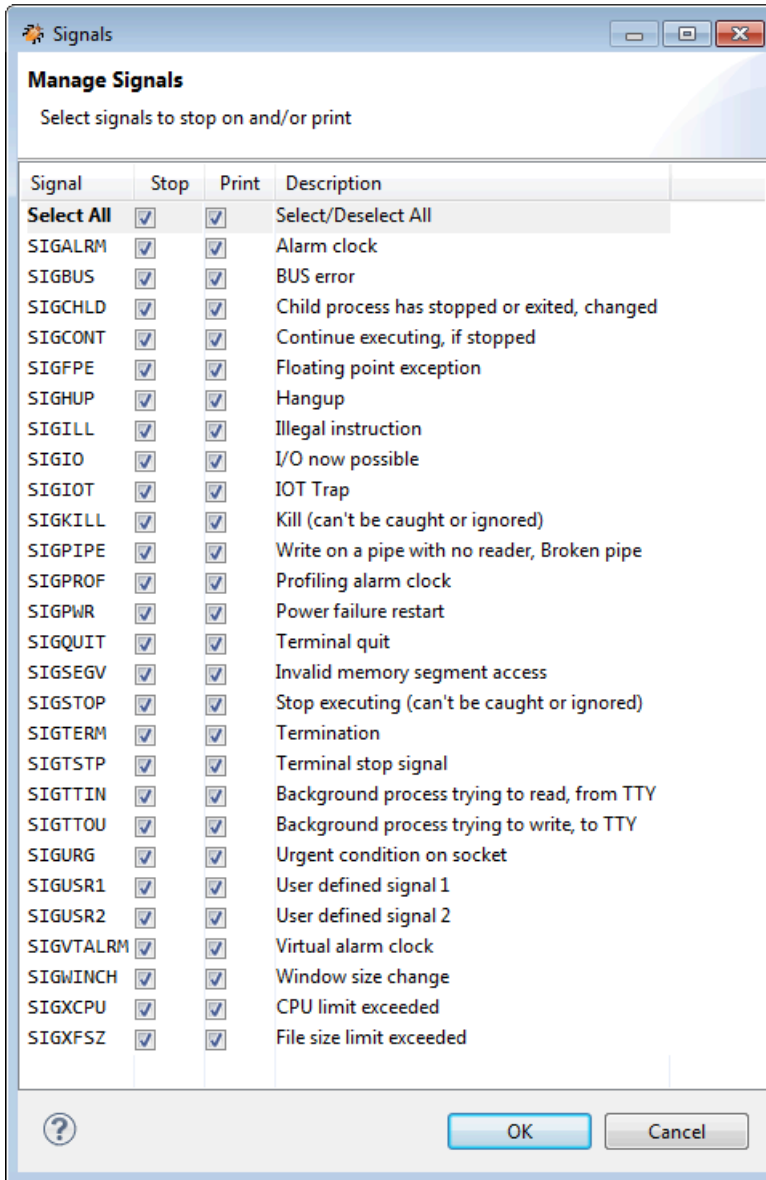 Signals
Manage Signals
Select signals to stop on and/or print
Signal Stop Print Description
Select All Select/Deselect All
SIGALRM Alarm clock
SIGBUS BUS error
SIGCHLD Child process has stopped or exited, changed
SIGCONT Continue executing, if stopped
SIGFPE Floating point exception
SIGHUP Hangup
SIGILL Illegal instruction
SIGIO I/O now possible
SIGIOT IOT Trap
SIGKILL Kill (can't be caught or ignored)
SIGPIPE Write on a pipe with no reader, Broken pipe
SIGPROF Profiling alarm clock
SIGPWR Power failure restart
SIGQUIT Terminal quit
SIGSEGV Invalid memory segment access
SIGSTOP Stop executing (can't be caught or ignored)
SIGTERM Termination
SIGTSTP Terminal stop signal
SIGTTIN Background process trying to read, from TTY
SIGTTOU Background process trying to write, to TTY
SIGURG Urgent condition on socket
SIGUSR1 User defined signal 1
SIGUSR2 User defined signal 2
SIGVTALRM Virtual alarm clock
SIGWINCH Window size change
SIGXCPU CPU limit exceeded
SIGXFSZ File size limit exceeded
? OK Cancel